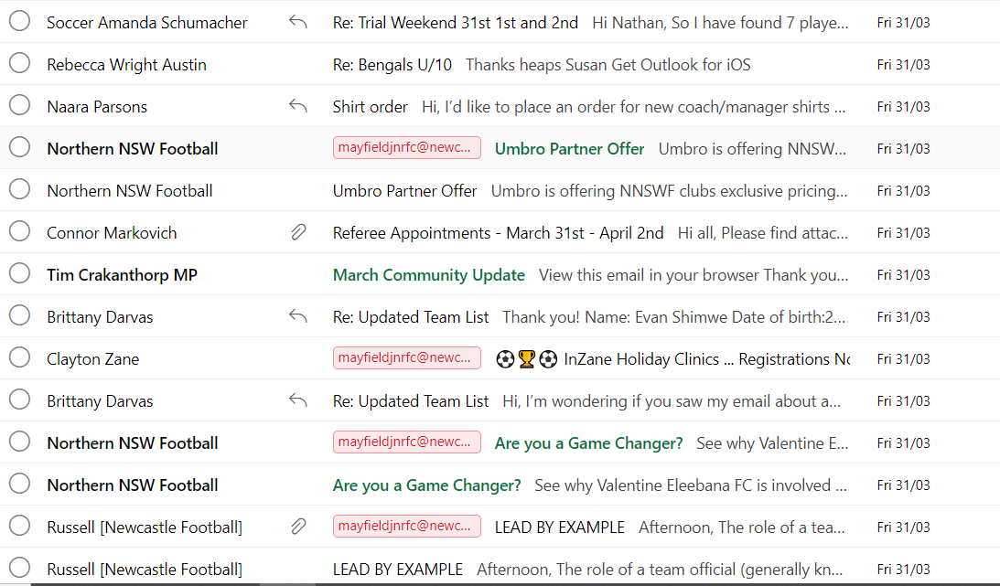 Soccer Amanda Schumacher Re: Trial Weekend 31st 1st and 2nd Hi Nathan, So I have found 7 playe... Fri 31/03
Rebecca Wright Austin Re: Bengals U/10 Thanks heaps Susan Get Outlook for iOS Fri 31/03
Naara Parsons Shirt order Hi, I'd like to place an order for new coach/manager shirts ... Fri 31/03
Northern NSW Football mayfieldjnrfc@newc... Umbro Partner Offer Umbro is offering NNSW... Fri 31/03
Northern NSW Football Umbro Partner Offer Umbro is offering NNSWF clubs exclusive pricing... Fri 31/03
Connor Markovich Referee Appointments - March 31st - April 2nd Hi all, Please find attac... Fri 31/03
Tim Crakanthorp MP March Community Update View this email in your browser Thank you... Fri 31/03
Brittany Darvas Re: Updated Team List Thank you! Name: Evan Shimwe Date of birth:2... Fri 31/03
Clayton Zane mayfieldjnrfc@newc... ⚽🏆⚽ InZane Holiday Clinics ... Registrations No Fri 31/03
Brittany Darvas Re: Updated Team List Hi, I'm wondering if you saw my email about a... Fri 31/03
Northern NSW Football mayfieldjnrfc@newc... Are you a Game Changer? See why Valentine E... Fri 31/03
Northern NSW Football Are you a Game Changer? See why Valentine Eleebana FC is involved ... Fri 31/03
Russell [Newcastle Football] mayfieldjnrfc@newc... LEAD BY EXAMPLE Afternoon, The role of a tea... Fri 31/03
Russell [Newcastle Football] LEAD BY EXAMPLE Afternoon, The role of a team official (generally kn... Fri 31/03